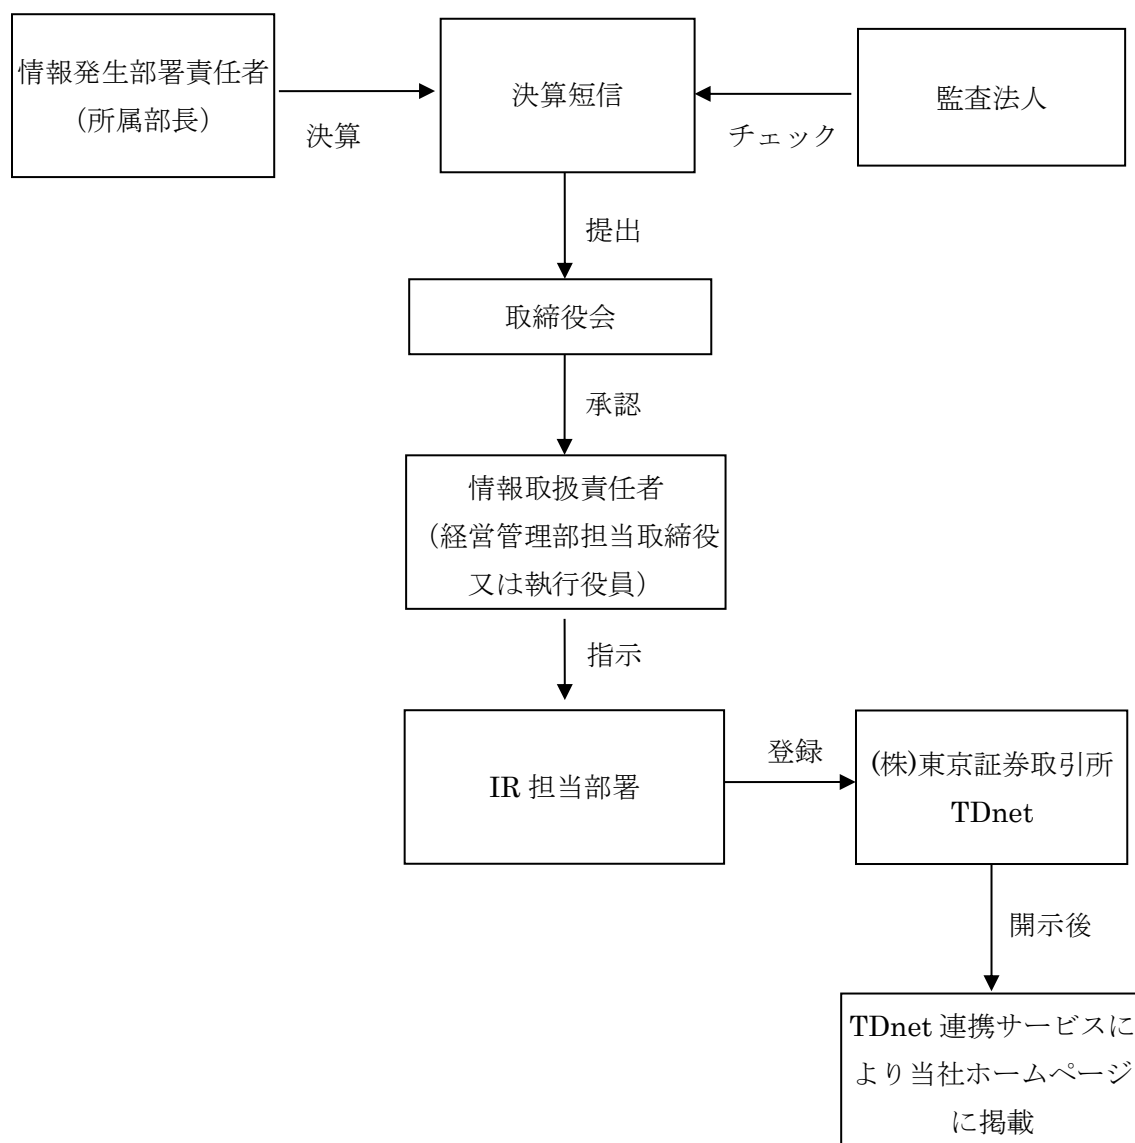 情報発生部署責任者
（所属部長）
決算
決算短信
チェック
監査法人
提出
取締役会
承認
情報取扱責任者
（経営管理部担当取締役
又は執行役員）
指示
IR 担当部署
登録
(株)東京証券取引所
TDnet
開示後
TDnet 連携サービスに
より当社ホームページ
に掲載